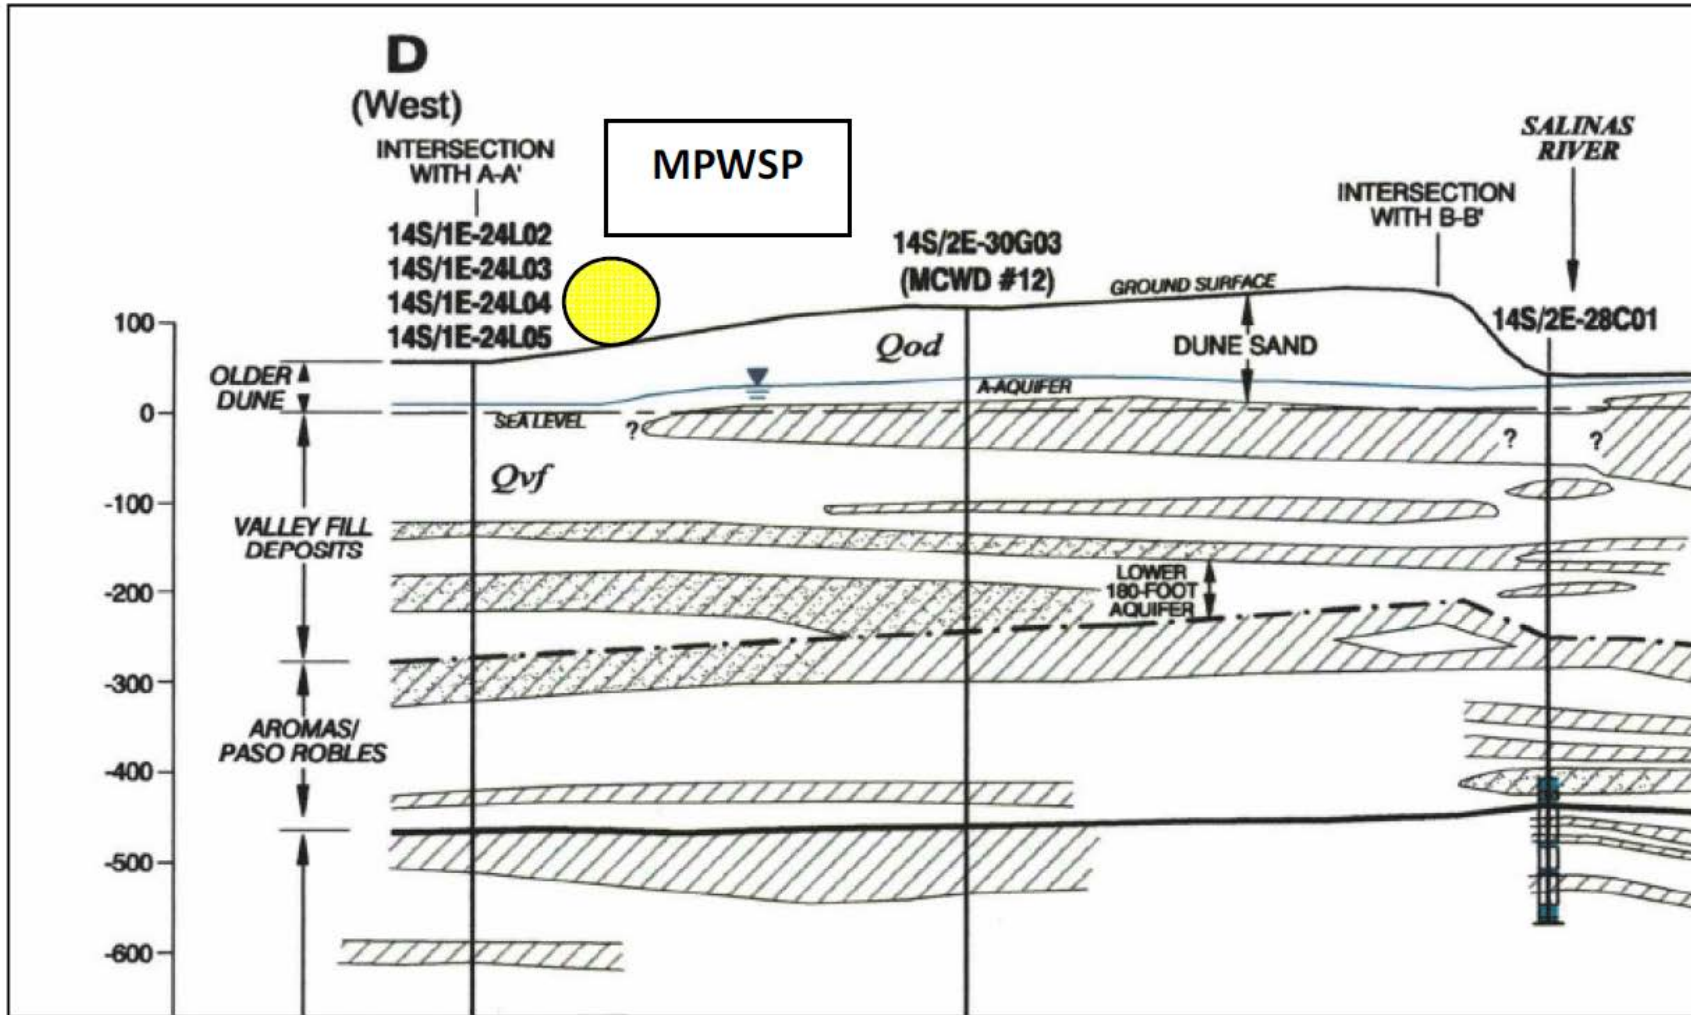 D
(West)
INTERSECTION
WITH A-A'
14S/1E-24L02
14S/1E-24L03
14S/1E-24L04
14S/1E-24L05
MPWSP
14S/2E-30G03
(MCWD #12)
GROUND SURFACE
INTERSECTION
WITH B-B'
SALINAS
RIVER
14S/2E-28C01
100
0
-100
-200
-300
-400
-500
-600
OLDER
DUNE
VALLEY FILL
DEPOSITS
AROMAS/
PASO ROBLES
Qod
DUNE SAND
A-AQUIFER
SEA LEVEL
?
?
?
Qvf
LOWER
180-FOOT
AQUIFER